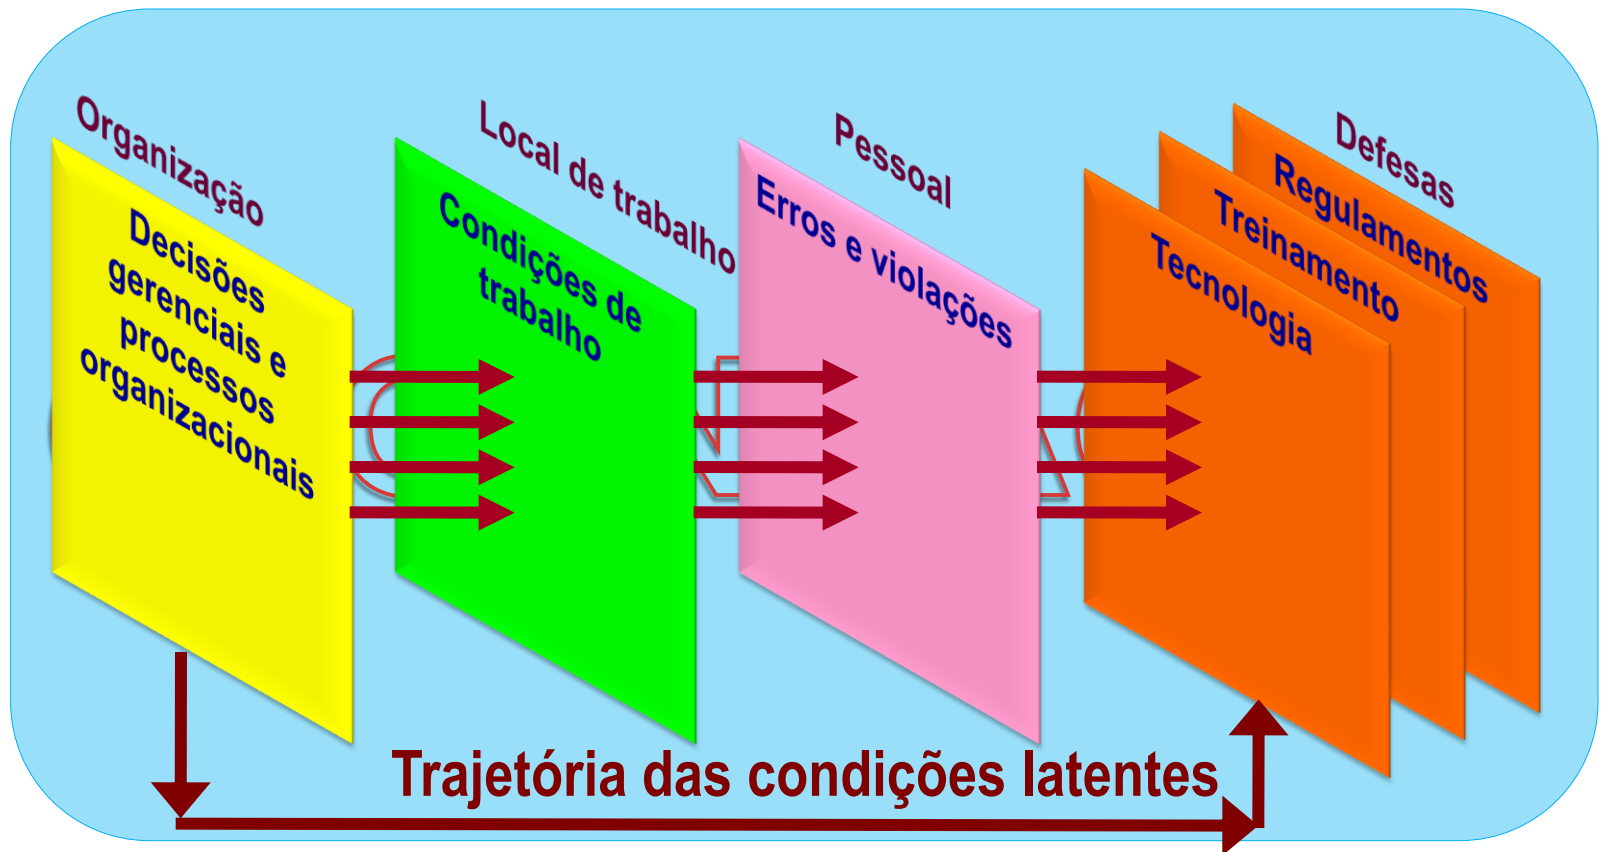 Organização
Decisões
gerenciais e
processos
organizacionais
Local de trabalho
Condições de
trabalho
Pessoal
Erros e violações
Defesas
Regulamentos
Treinamento
Tecnologia
Trajetória das condições latentes